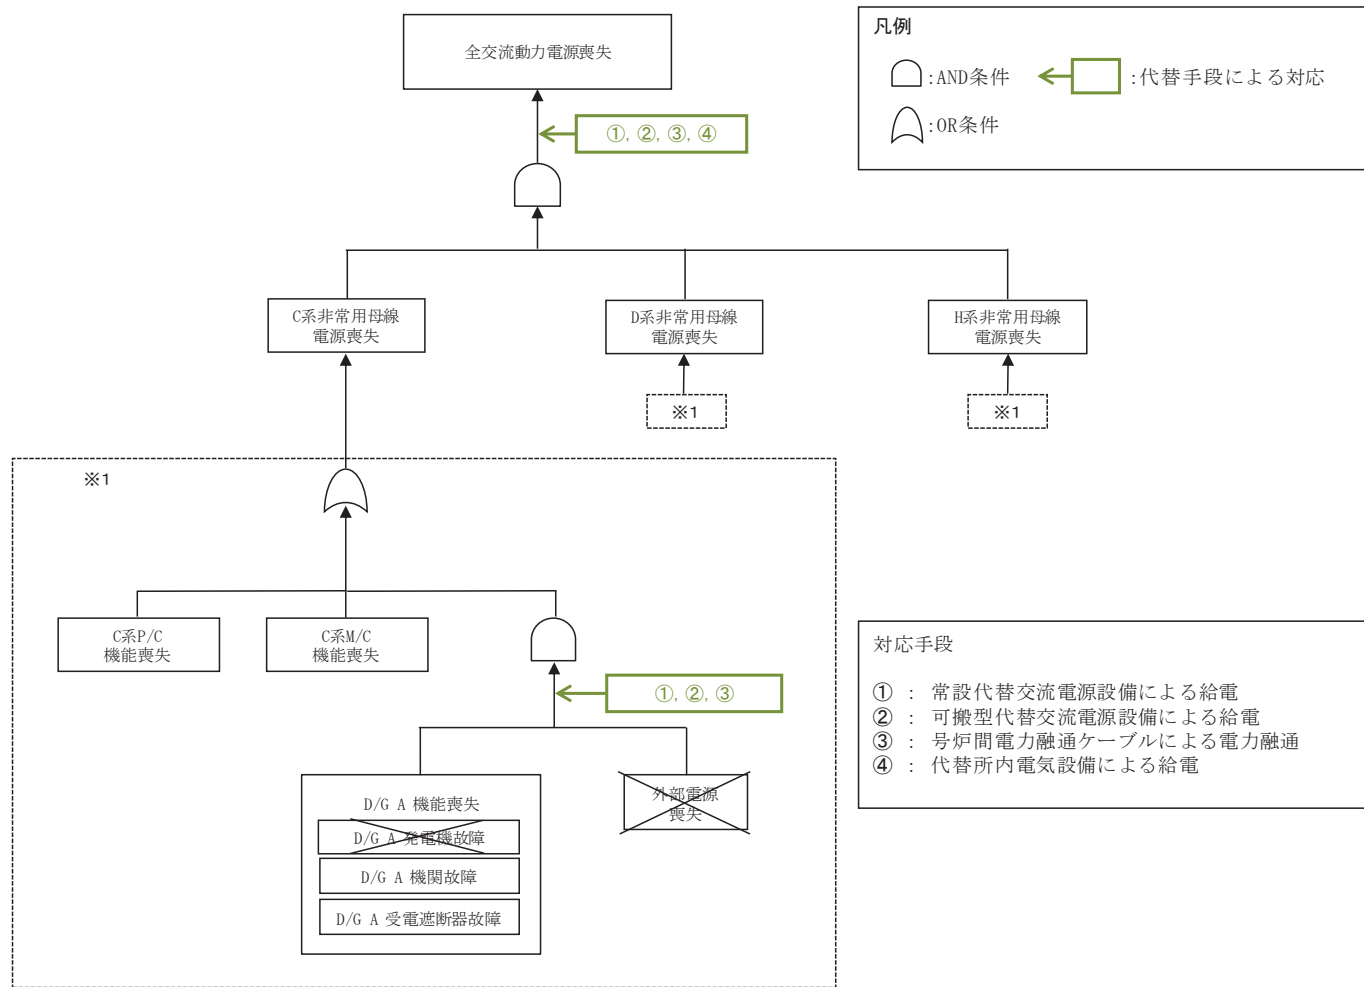 全交流動力電源喪失
①, ②, ③, ④
凡例
:AND条件
:代替手段による対応
:OR条件
C系非常用母線
電源喪失
D系非常用母線
電源喪失
H系非常用母線
電源喪失
※1
※1
※1
C系P/C
機能喪失
C系M/C
機能喪失
①, ②, ③
D/G A 機能喪失
D/G A 発電機故障
D/G A 機関故障
D/G A 受電遮断器故障
外部電源
喪失
対応手段
① : 常設代替交流電源設備による給電
② : 可搬型代替交流電源設備による給電
③ : 号炉間電力融通ケーブルによる電力融通
④ : 代替所内電気設備による給電